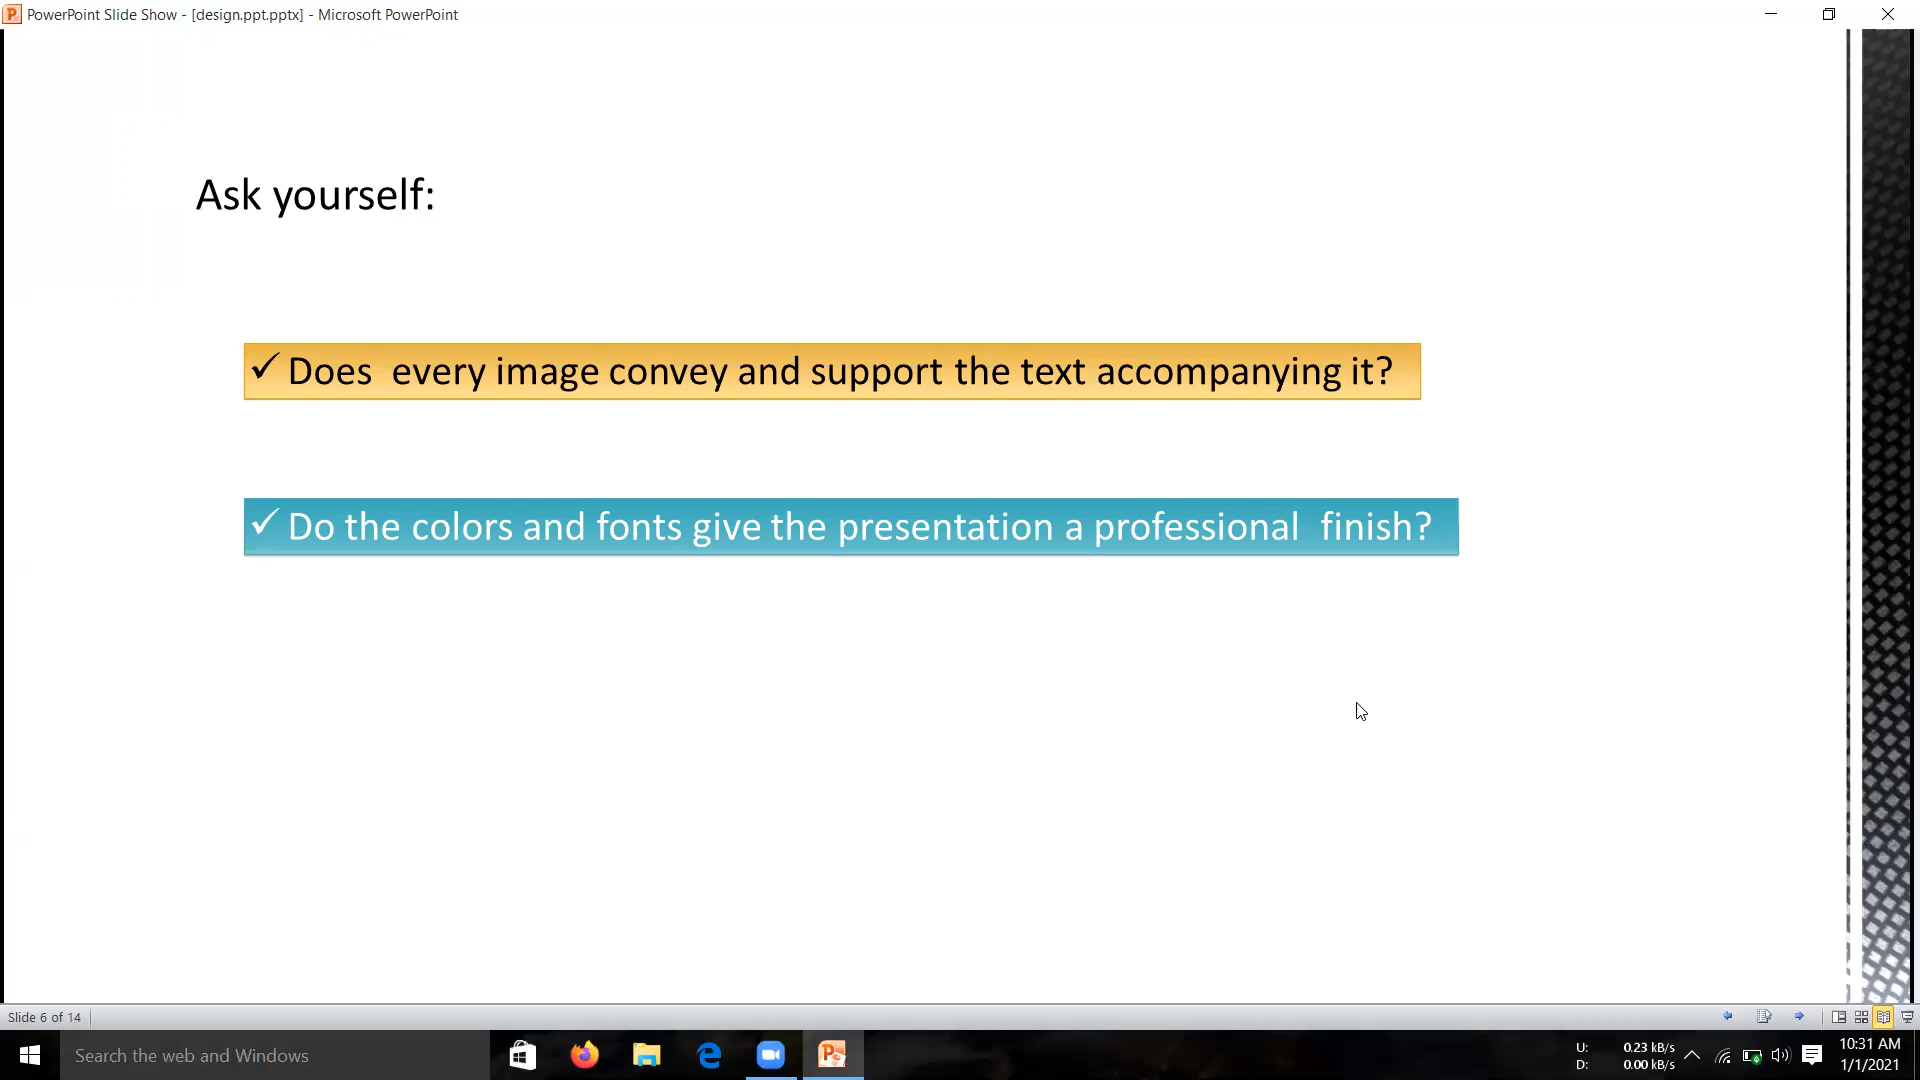 PowerPoint Slide Show - [design.ppt.pptx] - Microsoft PowerPoint
Ask yourself:
✓ Does  every image convey and support the text accompanying it?
✓ Do the colors and fonts give the presentation a professional  finish?
Slide 6 of 14
Search the web and Windows
U: 0.23 kB/s
D: 0.00 kB/s
10:31 AM
1/1/2021